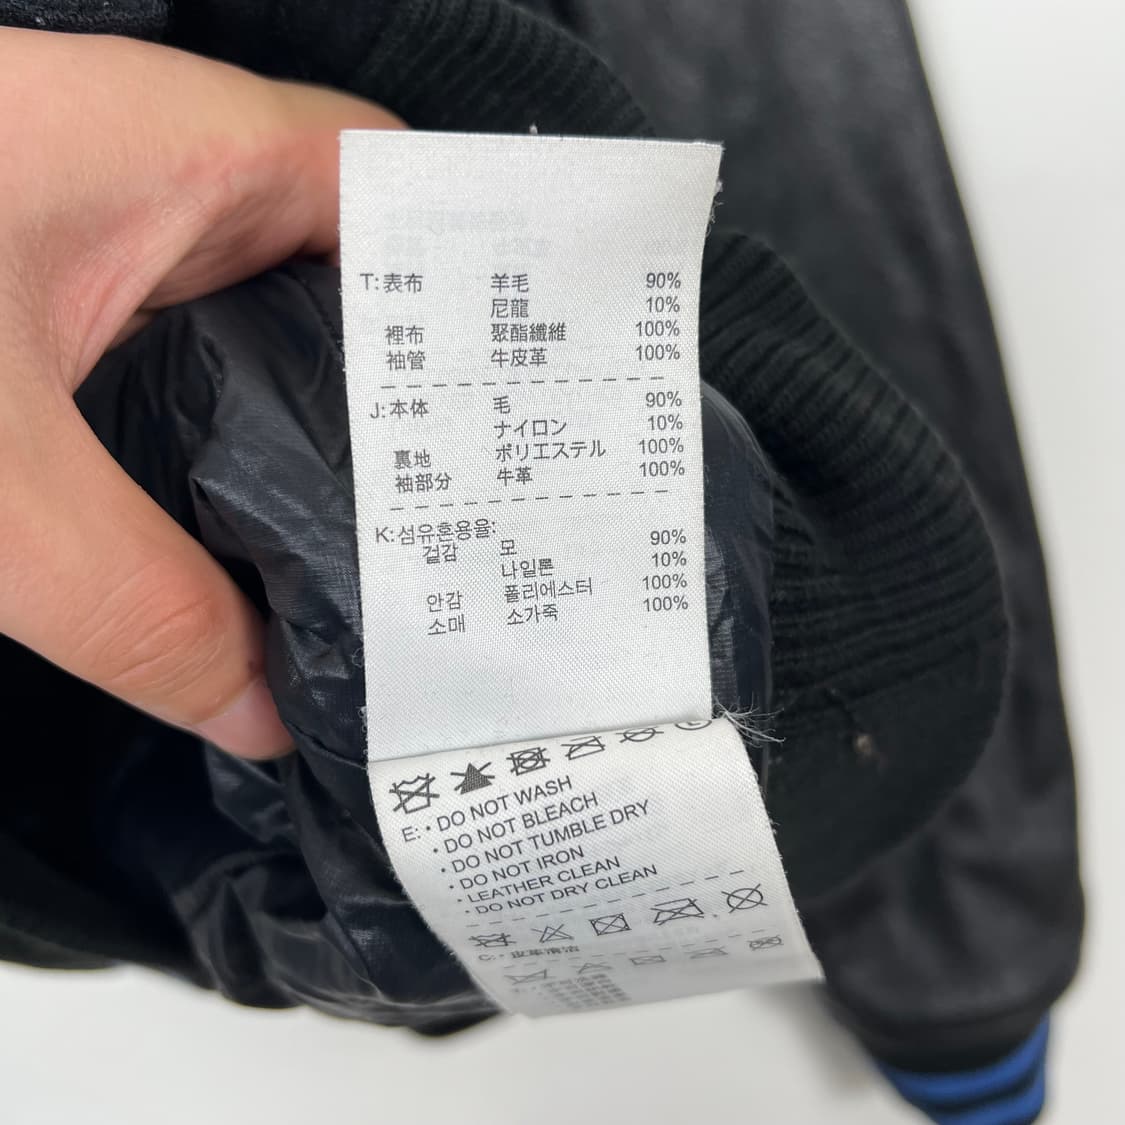 T:表布 羊毛 90%
尼龍 10%
裡布 聚酯纖維 100%
袖管 牛皮革 100%
J:本体 毛 90%
ナイロン 10%
裏地 ポリエステル 100%
袖部分 牛革 100%
K:섬유혼용율:
겉감 모 90%
나일론 10%
안감 폴리에스터 100%
소매 소가죽 100%
E: • DO NOT WASH
• DO NOT BLEACH
• DO NOT TUMBLE DRY
• DO NOT IRON
• LEATHER CLEAN
• DO NOT DRY CLEAN
C: • 皮革清洁